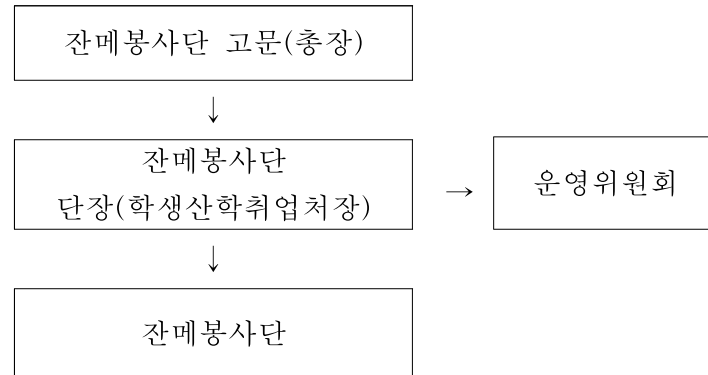 잔메봉사단 고문(총장)
↓
잔메봉사단
단장(학생산학취업처장)
→
운영위원회
↓
잔메봉사단